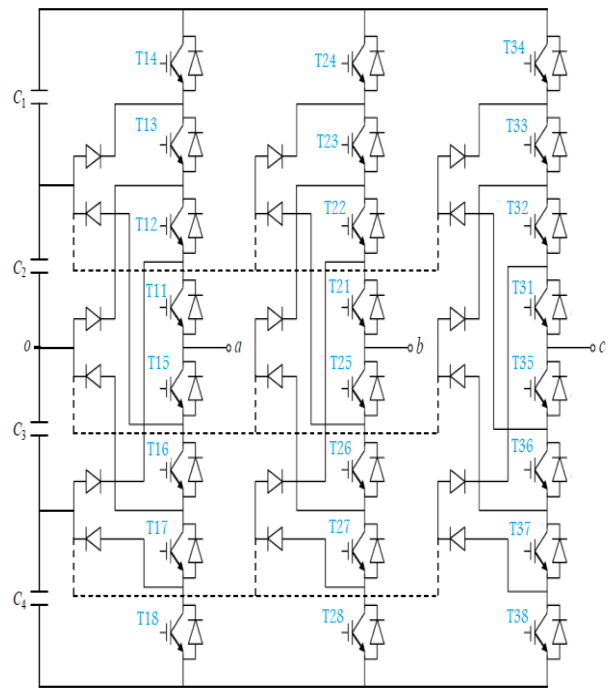 T14 T24 T34
C1
T13 T23 T33
T12 T22 T32
C2
T11 T21 T31
o a b c
T15 T25 T35
C3
T16 T26 T36
T17 T27 T37
C4
T18 T28 T38